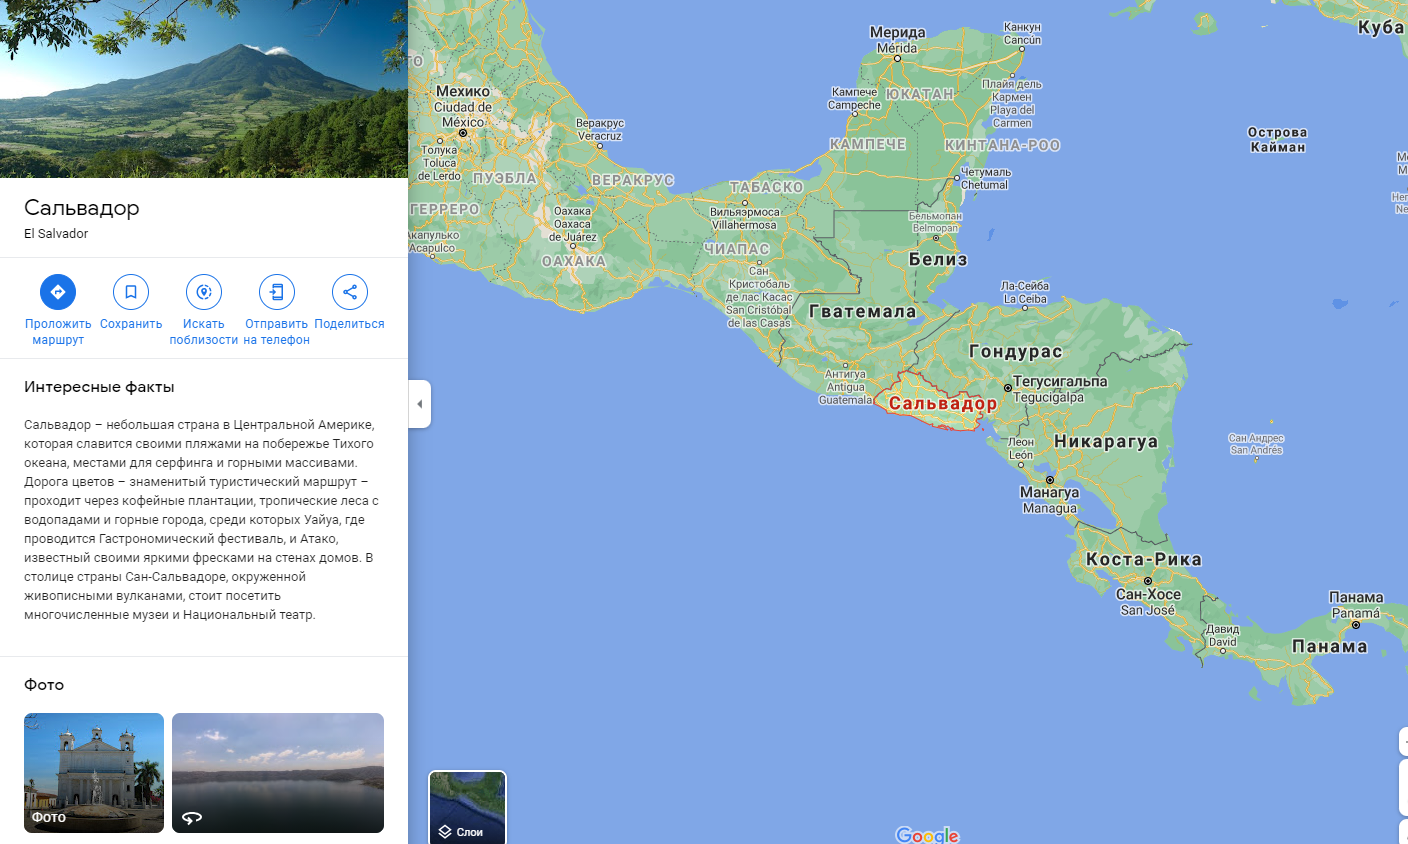 Сальвадор
El Salvador
Проложить
маршрут
Сохранить
Искать
поблизости
Отправить
на телефон
Поделиться
Интересные факты
Сальвадор – небольшая страна в Центральной Америке,
которая славится своими пляжами на побережье Тихого
океана, местами для серфинга и горными массивами.
Дорога цветов – знаменитый туристический маршрут –
проходит через кофейные плантации, тропические леса с
водопадами и горные города, среди которых Уайуа, где
проводится Гастрономический фестиваль, и Атако,
известный своими яркими фресками на стенах домов. В
столице страны Сан-Сальвадоре, окруженной
живописными вулканами, стоит посетить
многочисленные музеи и Национальный театр.
Фото
Фото
Слои
Мерида
Mérida
Канкун
Cancún
Куба
Мехико
Ciudad de
México
Кампече
Campeche
ЮКАТАН
Плайя дель
Кармен
Playa del
Carmen
Веракрус
Veracruz
Острова
Кайман
Толука
Toluca
de Lerdo
КАМПЕЧЕ
КИНТАНА-РОО
ПУЭБЛА
ВЕРАКРУС
ТАБАСКО
Четумаль
Chetumal
ГЕРРЕРО
Оахака
Oaxaca
de Juárez
Вильяэрмоса
Villahermosa
Бельмопан
Belmopan
Акапулько
Acapulco
ЧИАПАС
ОАХАКА
Белиз
Сан
Кристобаль
де лас Касас
San Cristóbal
de las Casas
Ла-Сейба
La Ceiba
Гватемала
Гондурас
Антигуа
Antigua
Guatemala
Тегусигальпа
Tegucigalpa
Сальвадор
Леон
León
Никарагуа
Сан Андрес
San Andrés
Манагуа
Managua
Коста-Рика
Сан-Хосе
San José
Панама
Panamá
Давид
David
Панама
Google